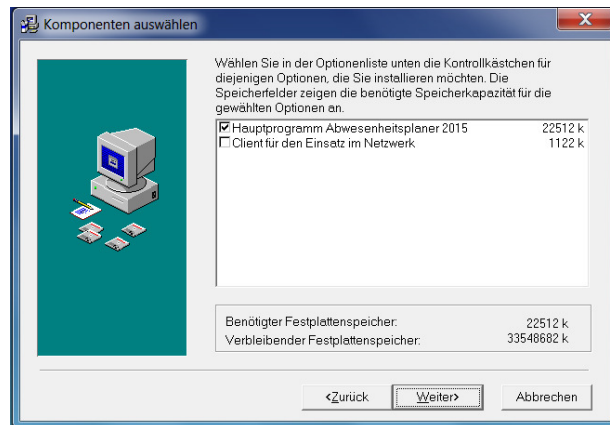 Komponenten auswählen
Wählen Sie in der Optionenliste unten die Kontrollkästchen für
diejenigen Optionen, die Sie installieren möchten. Die
Speicherfelder zeigen die benötigte Speicherkapazität für die
gewählten Optionen an.
Hauptprogramm Abwesenheitsplaner 2015 22512 k
Client für den Einsatz im Netzwerk 1122 k
Benötigter Festplattenspeicher: 22512 k
Verbleibender Festplattenspeicher: 33548682 k
<Zurück Weiter> Abbrechen